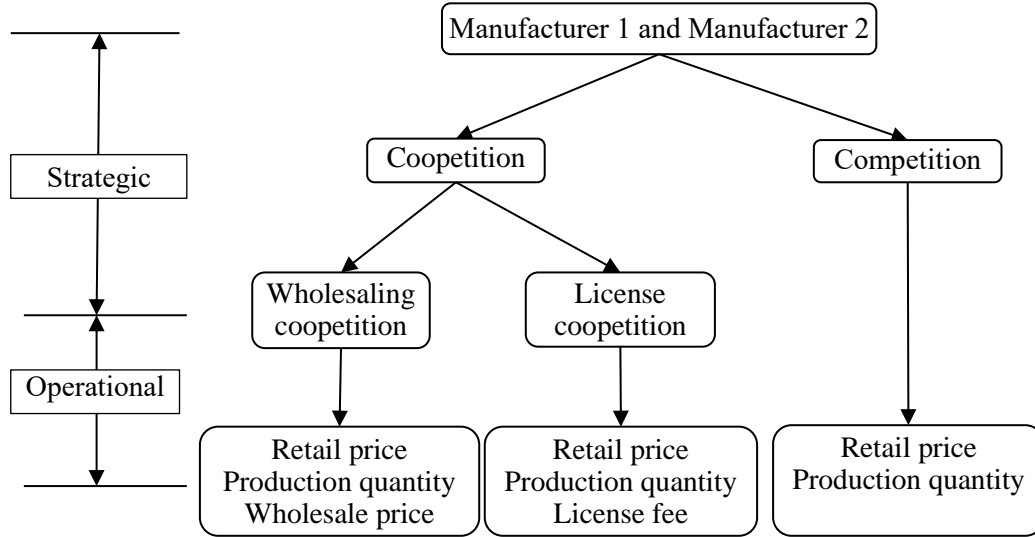 Manufacturer 1 and Manufacturer 2
Coopetition
Competition
Strategic
Wholesaling
coopetition
License
coopetition
Operational
Retail price
Production quantity
Wholesale price
Retail price
Production quantity
License fee
Retail price
Production quantity